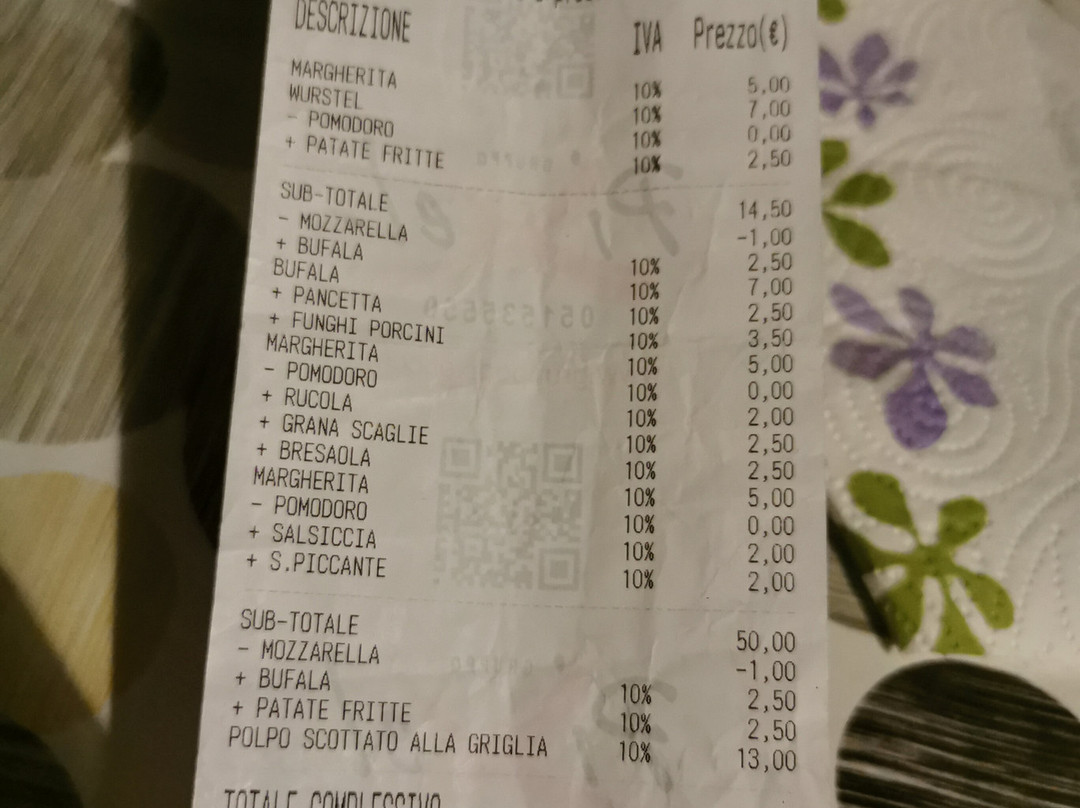 DESCRIZIONE IVA Prezzo(€)
MARGHERITA 10% 5,00
WURSTEL 10% 7,00
- POMODORO 10% 0,00
+ PATATE FRITTE 10% 2,50
SUB-TOTALE 14,50
- MOZZARELLA -1,00
+ BUFALA 10% 2,50
BUFALA 10% 7,00
+ PANCETTA 10% 2,50
+ FUNGHI PORCINI 10% 3,50
MARGHERITA 10% 5,00
- POMODORO 10% 0,00
+ RUCOLA 10% 2,00
+ GRANA SCAGLIE 10% 2,50
+ BRESAOLA 10% 2,50
MARGHERITA 10% 5,00
- POMODORO 10% 0,00
+ SALSICCIA 10% 2,00
+ S.PICCANTE 10% 2,00
SUB-TOTALE 50,00
- MOZZARELLA -1,00
+ BUFALA 10% 2,50
+ PATATE FRITTE 10% 2,50
POLPO SCOTTATO ALLA GRIGLIA 10% 13,00
TOTALE COMPLESSIVO